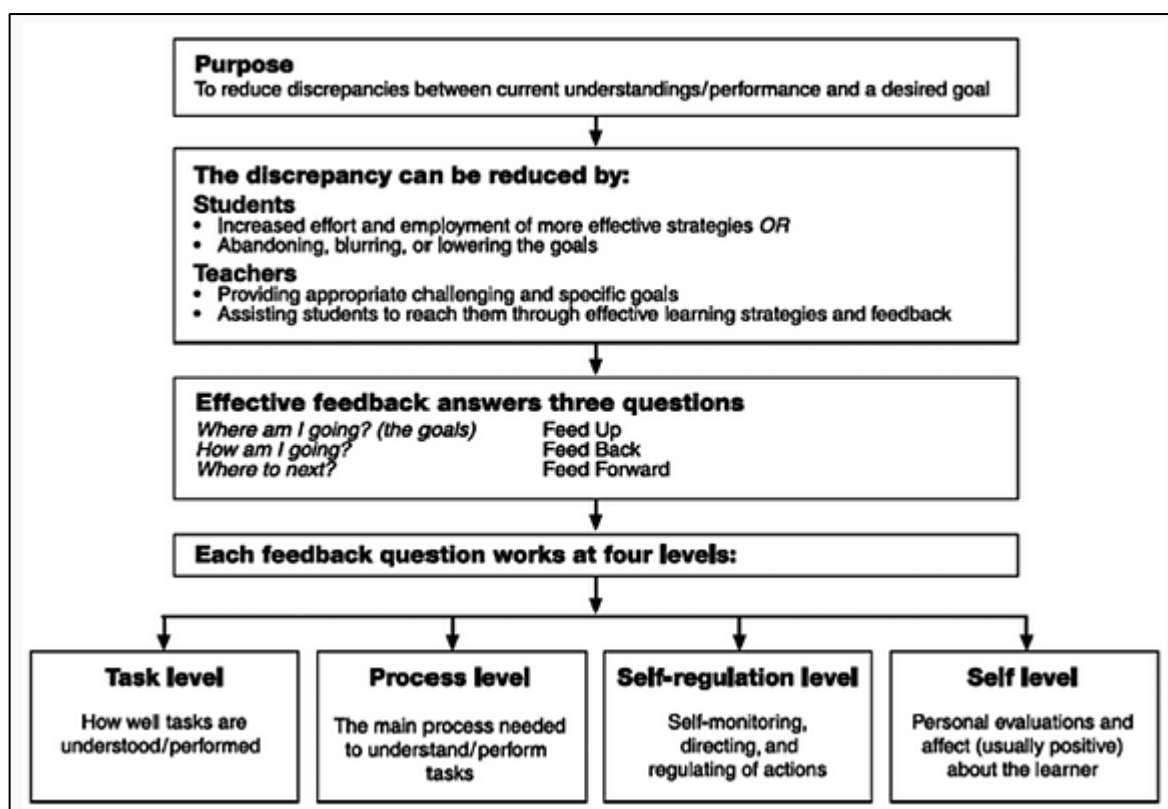 Purpose
To reduce discrepancies between current understandings/performance and a desired goal
The discrepancy can be reduced by:
Students
• Increased effort and employment of more effective strategies OR
• Abandoning, blurring, or lowering the goals
Teachers
• Providing appropriate challenging and specific goals
• Assisting students to reach them through effective learning strategies and feedback
Effective feedback answers three questions
Where am I going? (the goals) Feed Up
How am I going? Feed Back
Where to next? Feed Forward
Each feedback question works at four levels:
Task level
How well tasks are
understood/performed
Process level
The main process needed
to understand/perform
tasks
Self-regulation level
Self-monitoring,
directing, and
regulating of actions
Self level
Personal evaluations and
affect (usually positive)
about the learner